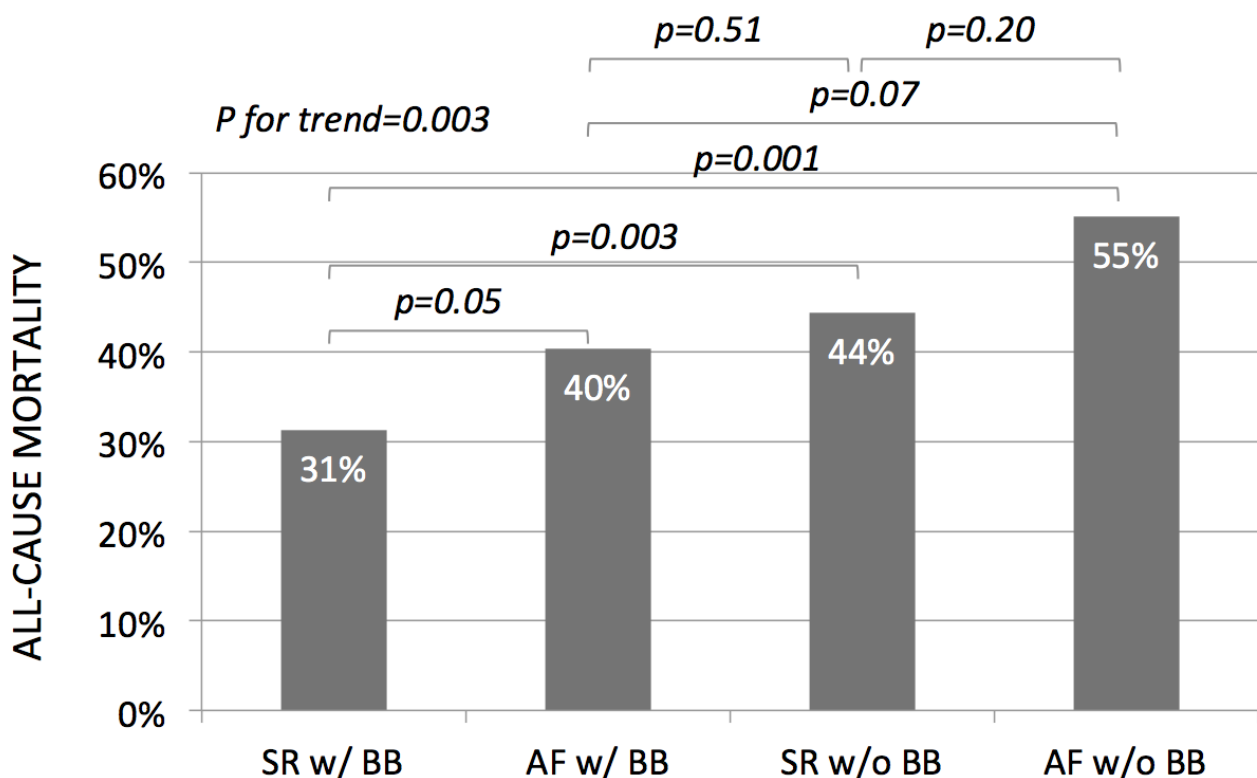 p=0.51 p=0.20
p=0.07
P for trend=0.003
p=0.001
60%
p=0.003
50%
55%
p=0.05
44%
40%
40%
30%
31%
20%
10%
0%
ALL-CAUSE MORTALITY
SR w/ BB AF w/ BB SR w/o BB AF w/o BB